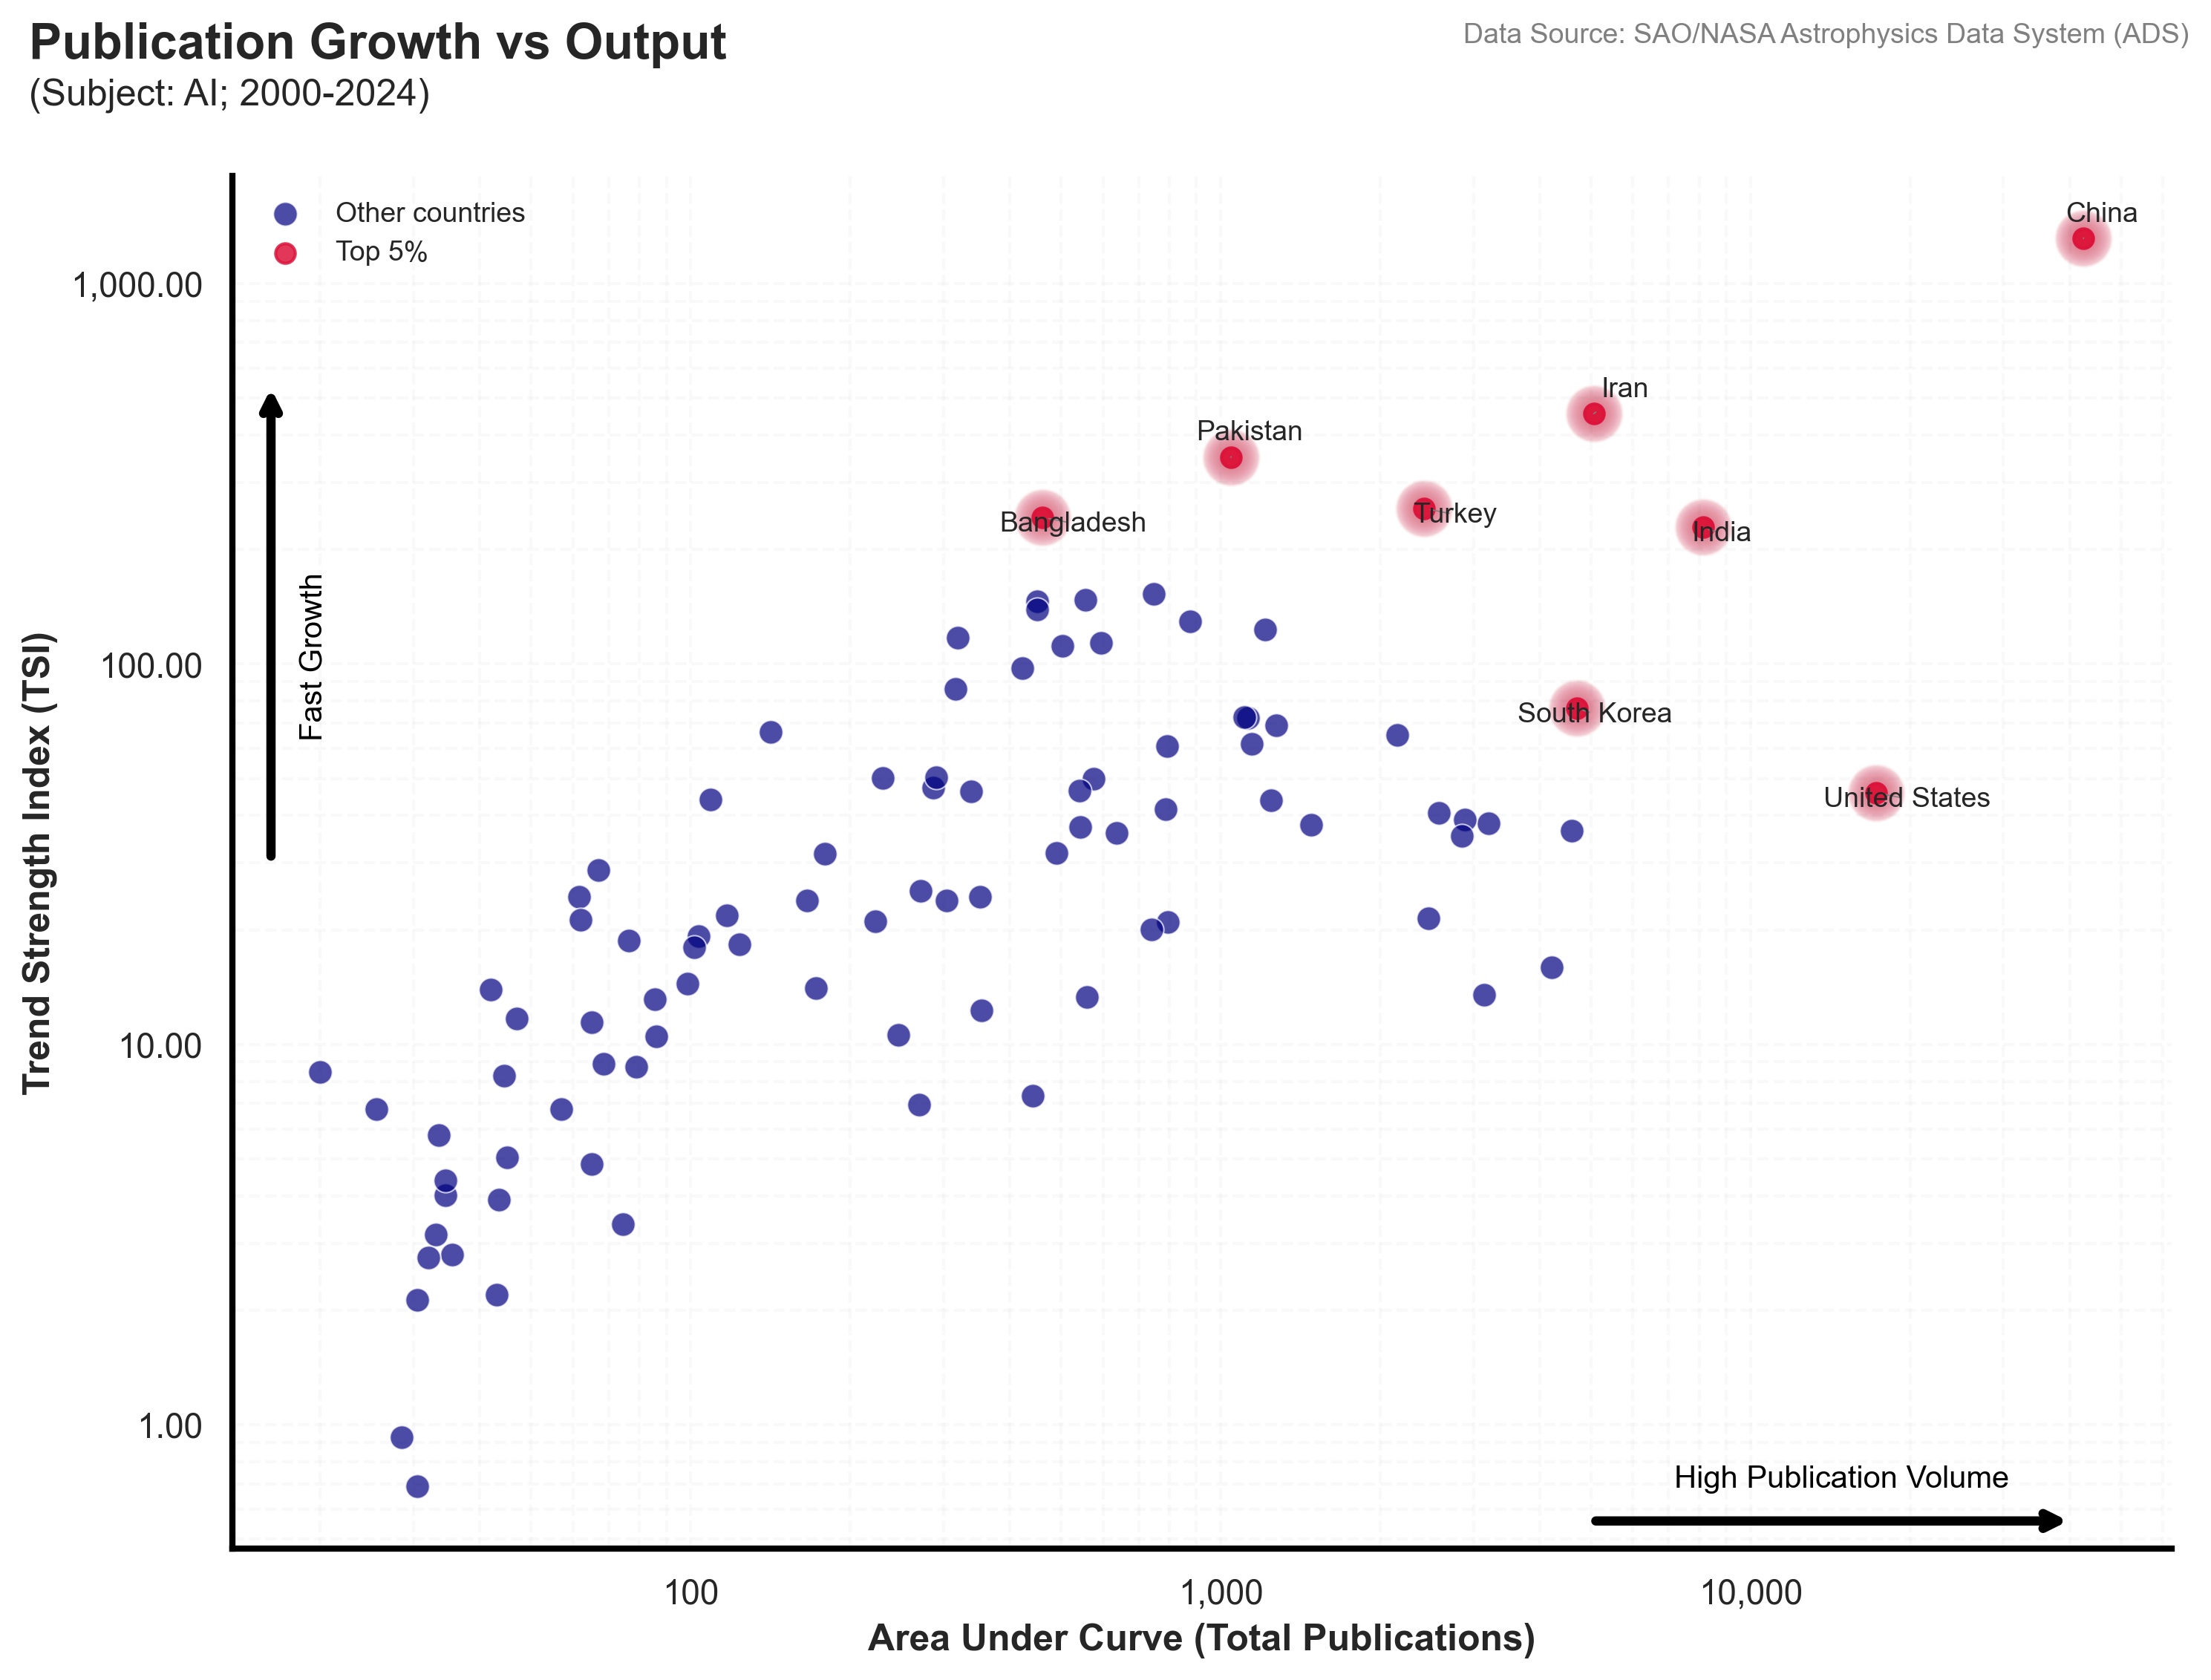 Publication Growth vs Output
(Subject: AI; 2000-2024)
Data Source: SAO/NASA Astrophysics Data System (ADS)
Other countries
Top 5%
China
Iran
Pakistan
Turkey
Bangladesh
India
South Korea
United States
Fast Growth
High Publication Volume
Trend Strength Index (TSI)
1,000.00
100.00
10.00
1.00
100
1,000
10,000
Area Under Curve (Total Publications)